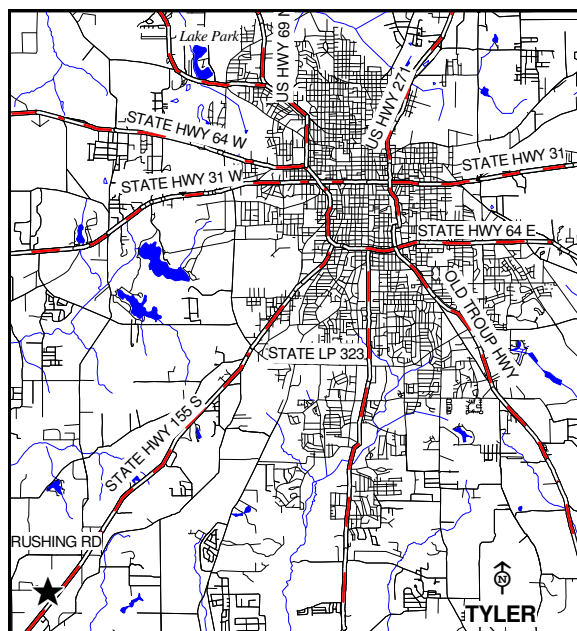 Lake Park
US HWY 69 N
US HWY 271
STATE HWY 64 W
STATE HWY 31
STATE HWY 31 W
STATE HWY 64 E
OLD TROUP HWY
STATE LP 323
STATE HWY 155 S
RUSHING RD
N
TYLER